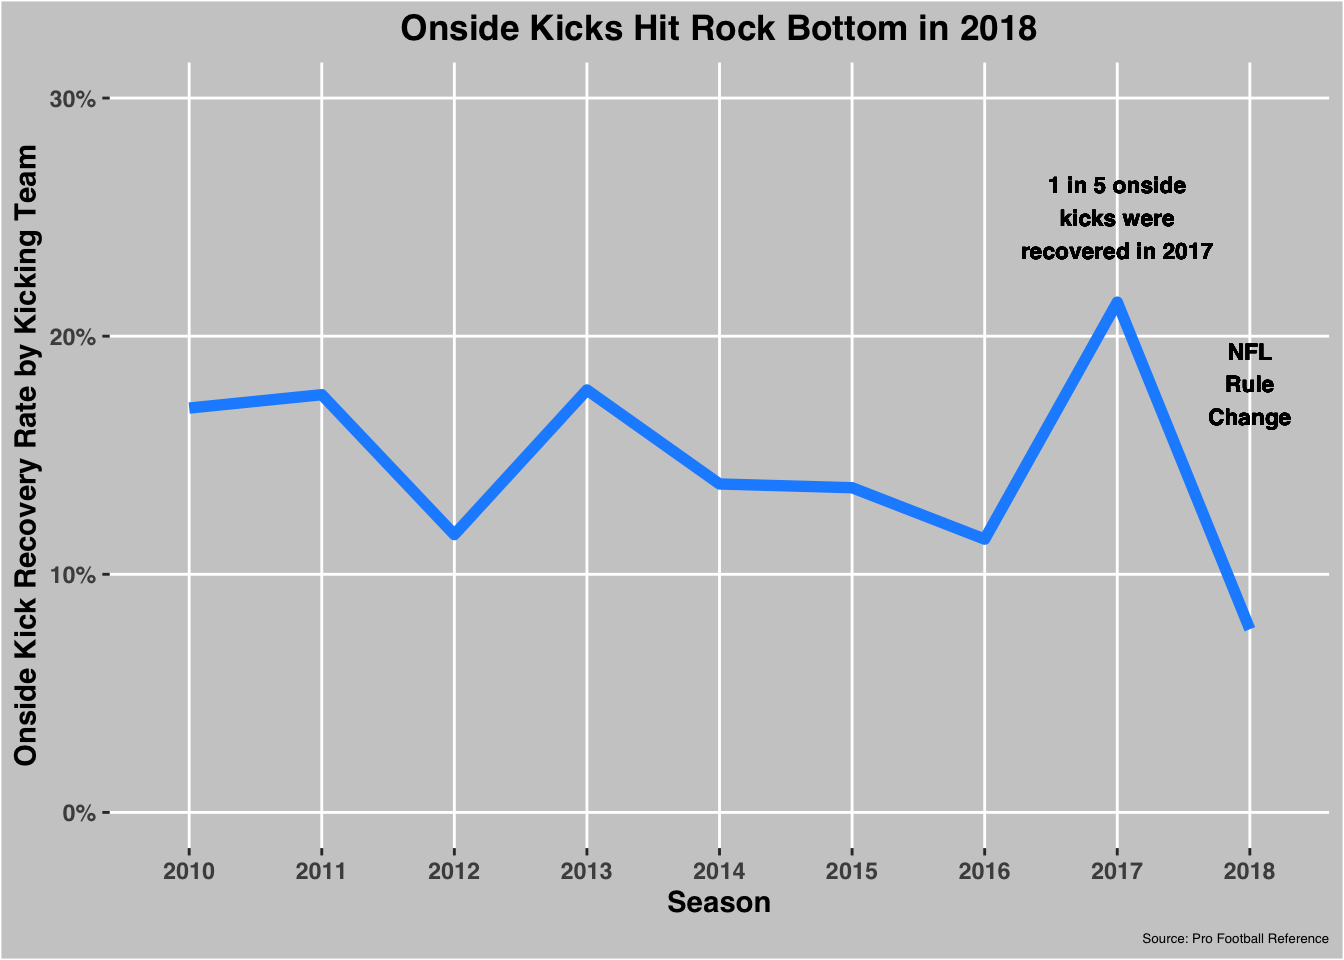 Onside Kicks Hit Rock Bottom in 2018
Onside Kick Recovery Rate by Kicking Team
30%
20%
10%
0%
1 in 5 onside
kicks were
recovered in 2017
NFL
Rule
Change
2010
2011
2012
2013
2014
2015
2016
2017
2018
Season
Source: Pro Football Reference